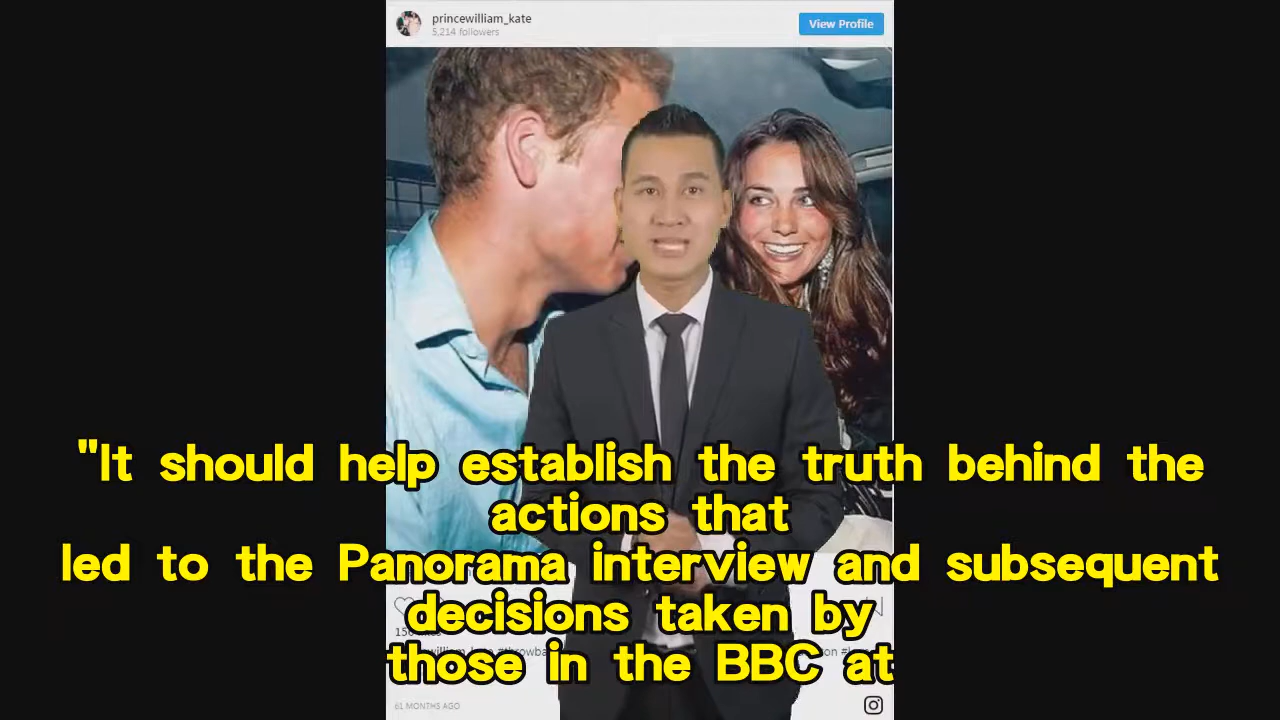 princewilliam_kate
5,214 followers
View Profile
"It should help establish the truth behind the
actions that
led to the Panorama interview and subsequent
decisions taken by
those in the BBC at
61 MONTHS AGO